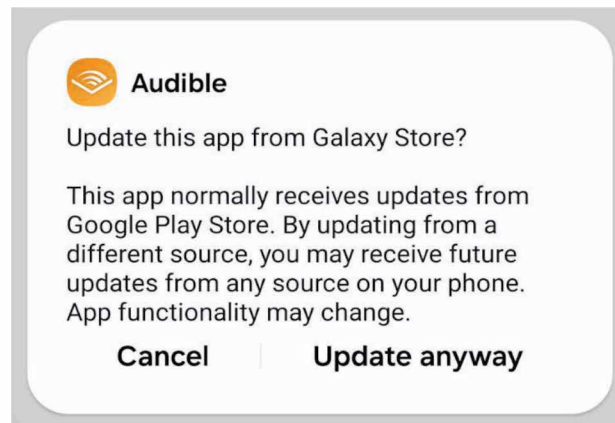 Audible
Update this app from Galaxy Store?
This app normally receives updates from
Google Play Store. By updating from a
different source, you may receive future
updates from any source on your phone.
App functionality may change.
Cancel
Update anyway